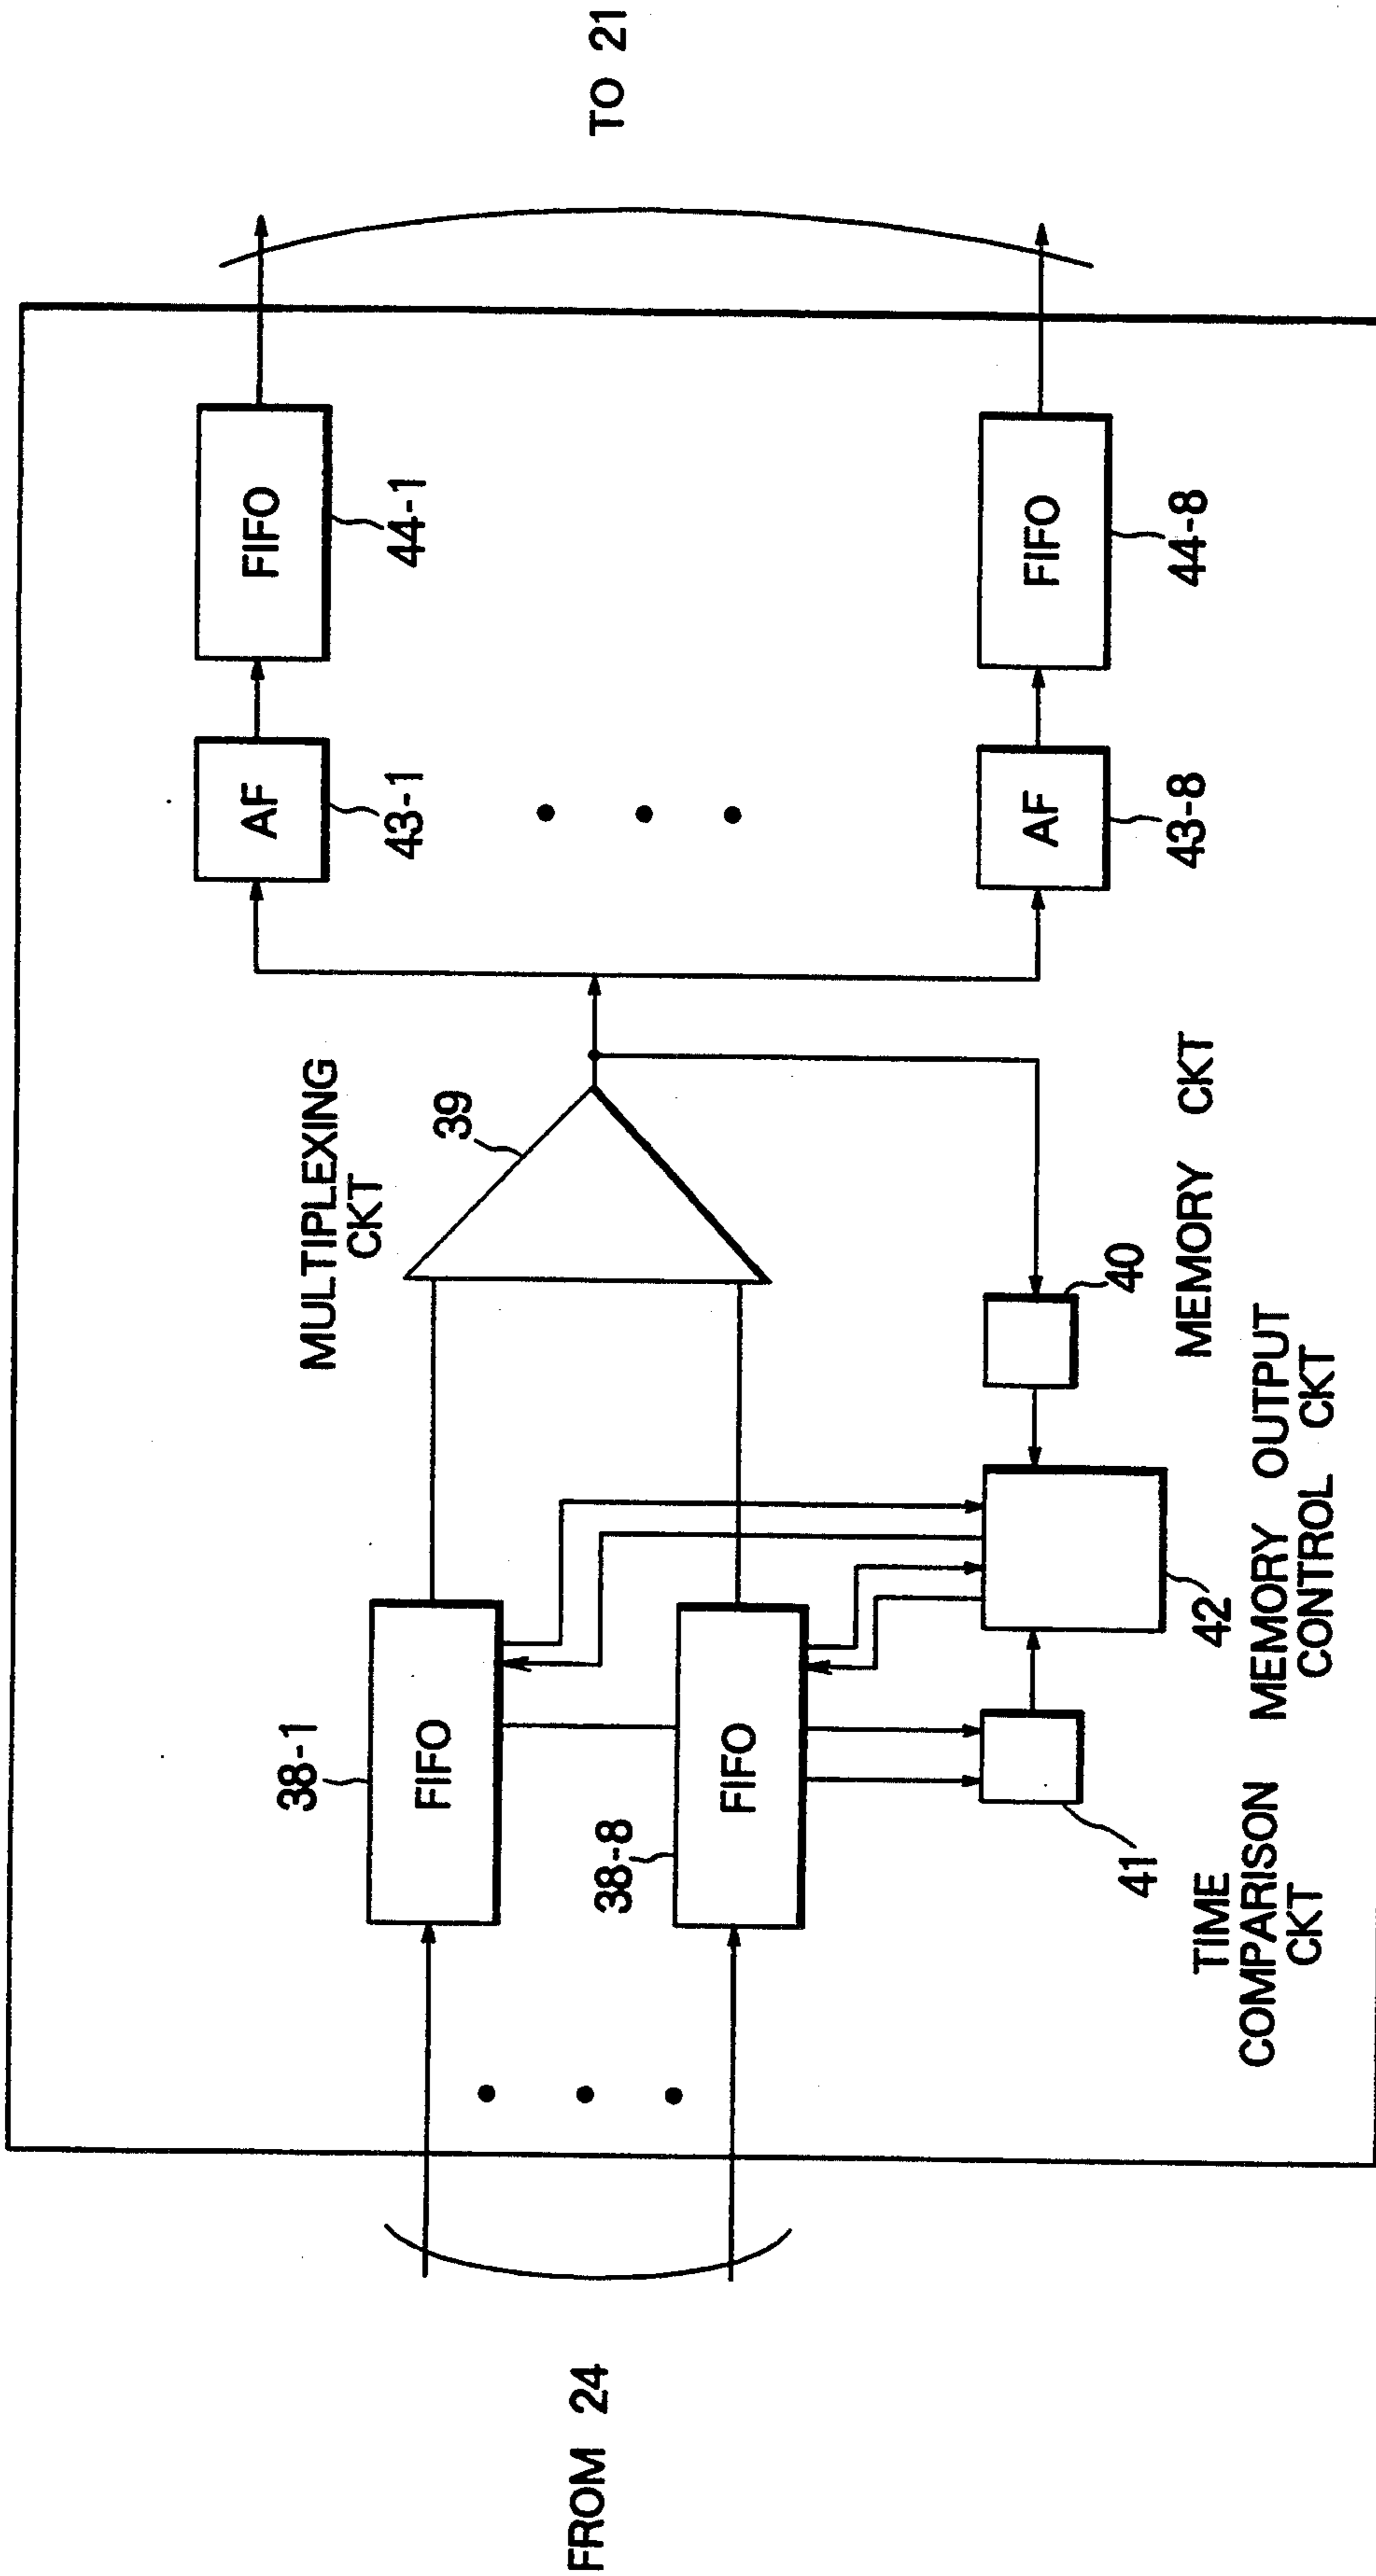 FROM 24
38-1
FIFO
38-8
FIFO
TIME
COMPARISON
CKT
41
42
MEMORY OUTPUT
CONTROL CKT
MULTIPLEXING
CKT
39
40
MEMORY CKT
AF
43-1
FIFO
44-1
AF
43-8
FIFO
44-8
TO 21